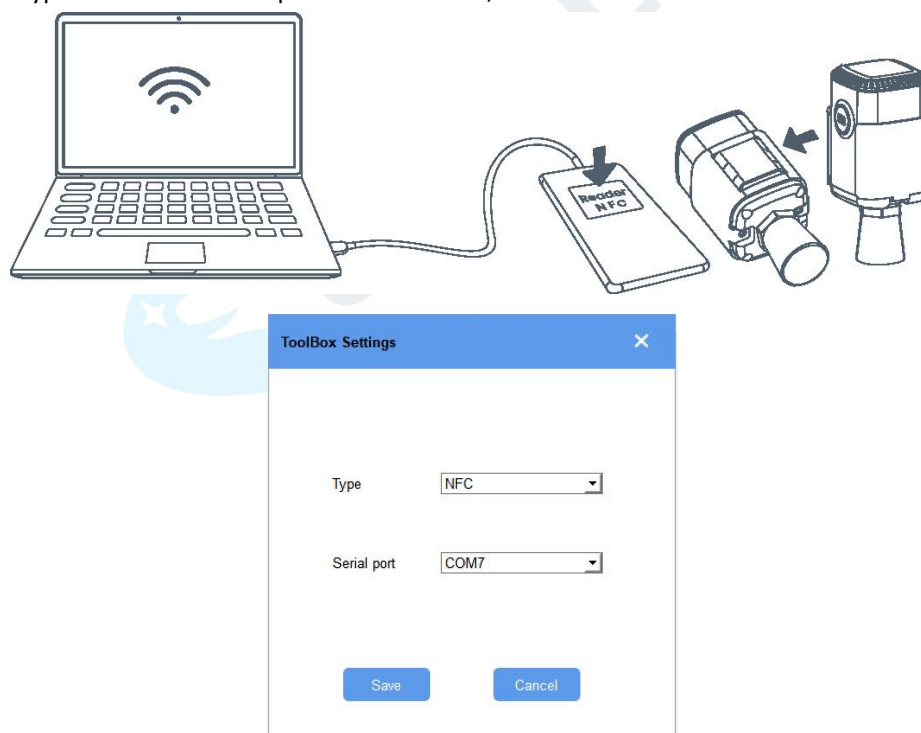 Reader
NFC
ToolBox Settings
Type NFC
Serial port COM7
Save Cancel